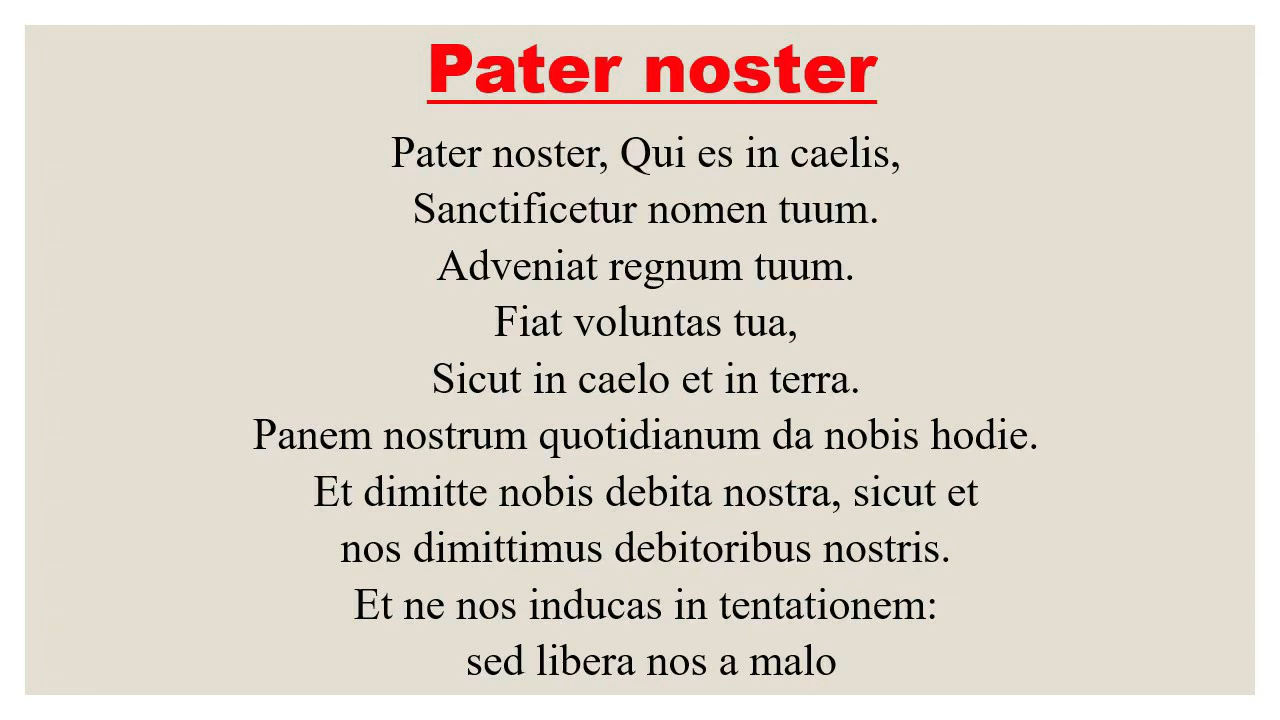 Pater noster
Pater noster, Qui es in caelis,
Sanctificetur nomen tuum.
Adveniat regnum tuum.
Fiat voluntas tua,
Sicut in caelo et in terra.
Panem nostrum quotidianum da nobis hodie.
Et dimitte nobis debita nostra, sicut et
nos dimittimus debitoribus nostris.
Et ne nos inducas in tentationem:
sed libera nos a malo